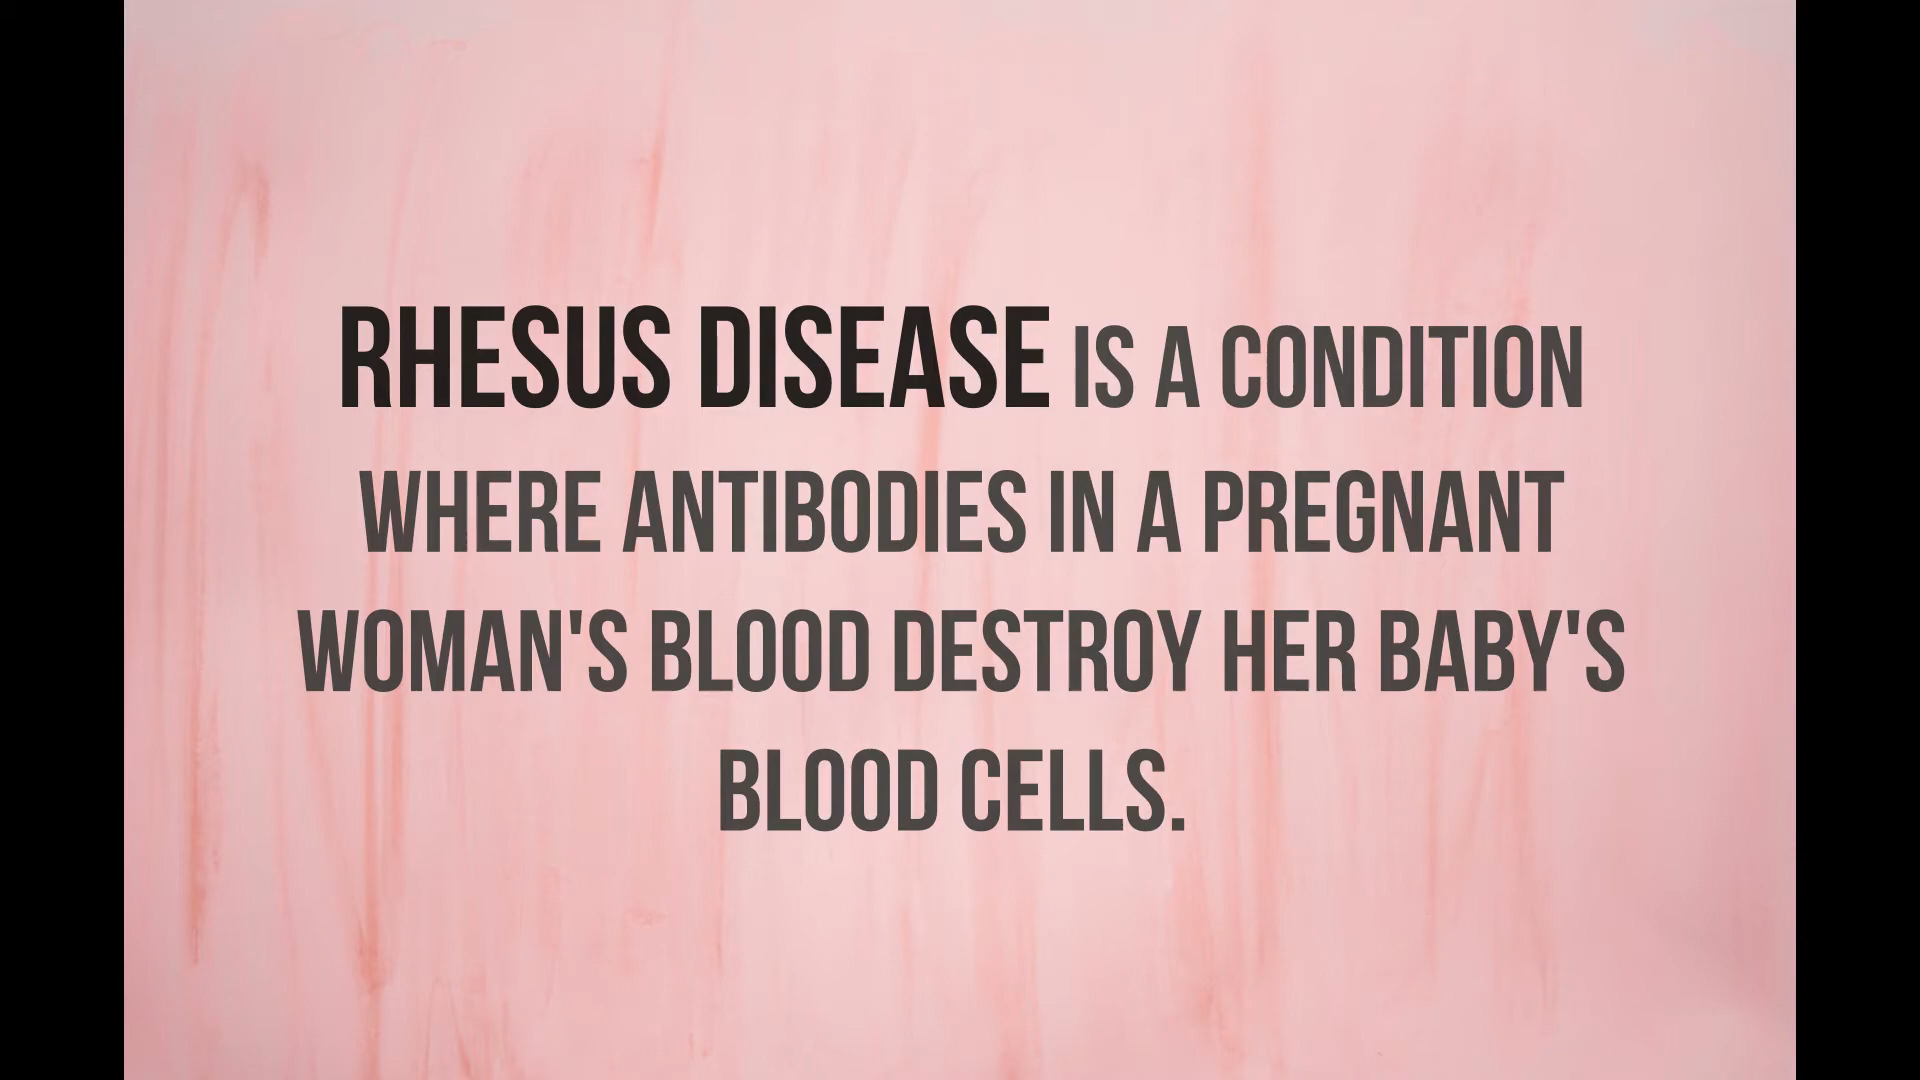 RHESUS DISEASE IS A CONDITION
WHERE ANTIBODIES IN A PREGNANT
WOMAN'S BLOOD DESTROY HER BABY'S
BLOOD CELLS.